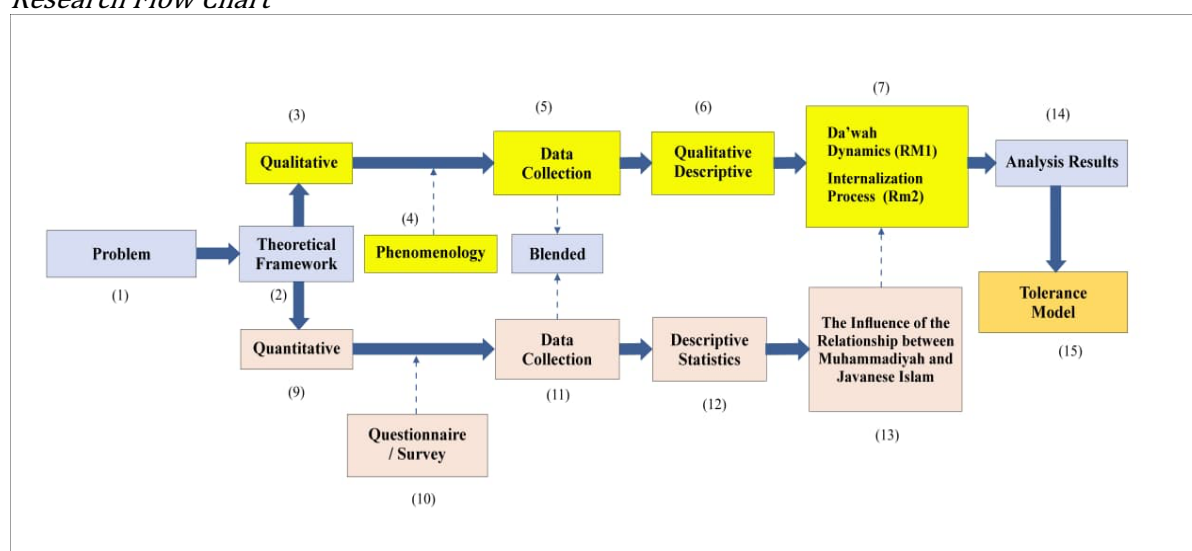 Research Flow Chart
(7)
(5)
(6)
(3)
(14)
Da'wah
Dynamics (RM1)
Internalization
Process (Rm2)
Data
Collection
Qualitative
Descriptive
Qualitative
Analysis Results
(4)
Problem
Theoretical
Framework
Phenomenology
Blended
(1)
(2)
Tolerance
Model
The Influence of the
Relationship between
Muhammadiyah and
Javanese Islam
Quantitative
Data
Collection
Descriptive
Statistics
(15)
(9)
(11)
(12)
(13)
Questionnaire
/ Survey
(10)